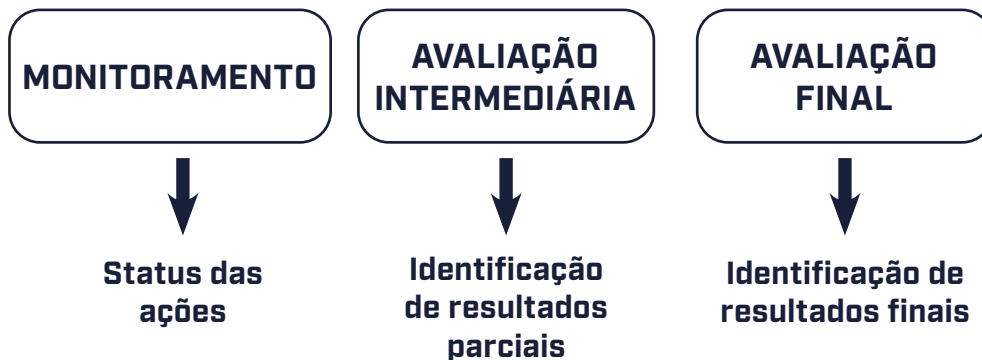 MONITORAMENTO
AVALIAÇÃO
INTERMEDIÁRIA
AVALIAÇÃO
FINAL
Status das
ações
Identificação
de resultados
parciais
Identificação de
resultados finais